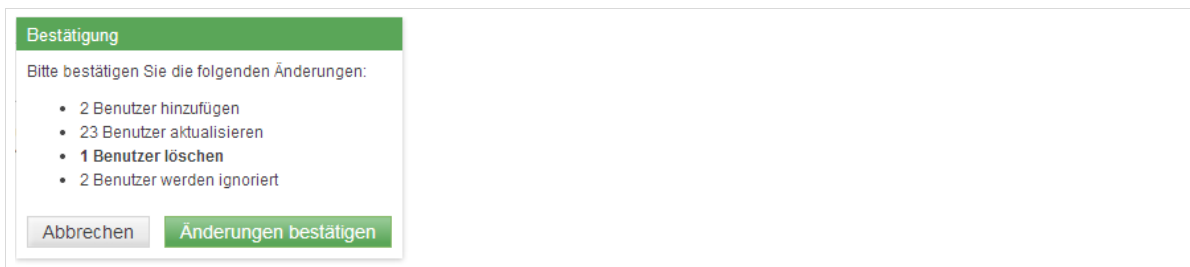 Bestätigung
Bitte bestätigen Sie die folgenden Änderungen:
• 2 Benutzer hinzufügen
• 23 Benutzer aktualisieren
• 1 Benutzer löschen
• 2 Benutzer werden ignoriert
Abbrechen Änderungen bestätigen